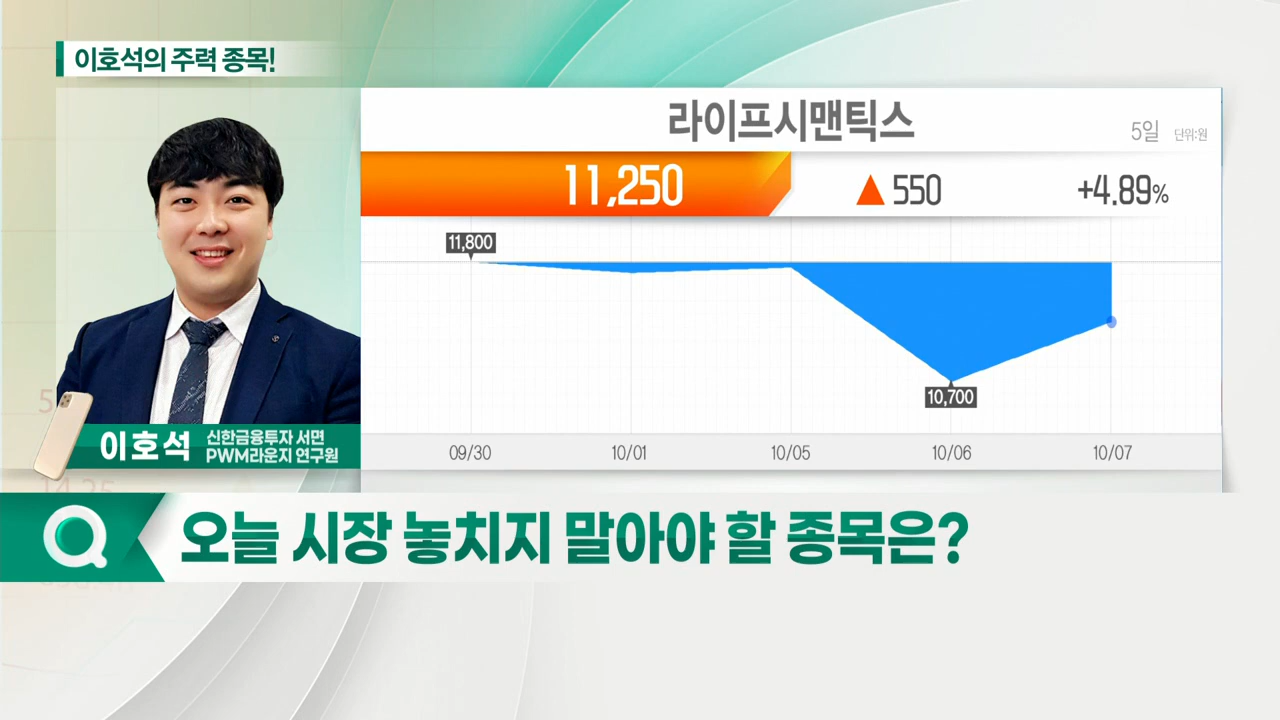 이호석의 주력 종목!
라이프시맨틱스
5일 단위:원
11,250 ▲ 550 +4.89%
11,800
10,700
09/30 10/01 10/05 10/06 10/07
이호석 신한금융투자 서면
PWM라운지 연구원
Q 오늘 시장 놓치지 말아야 할 종목은?